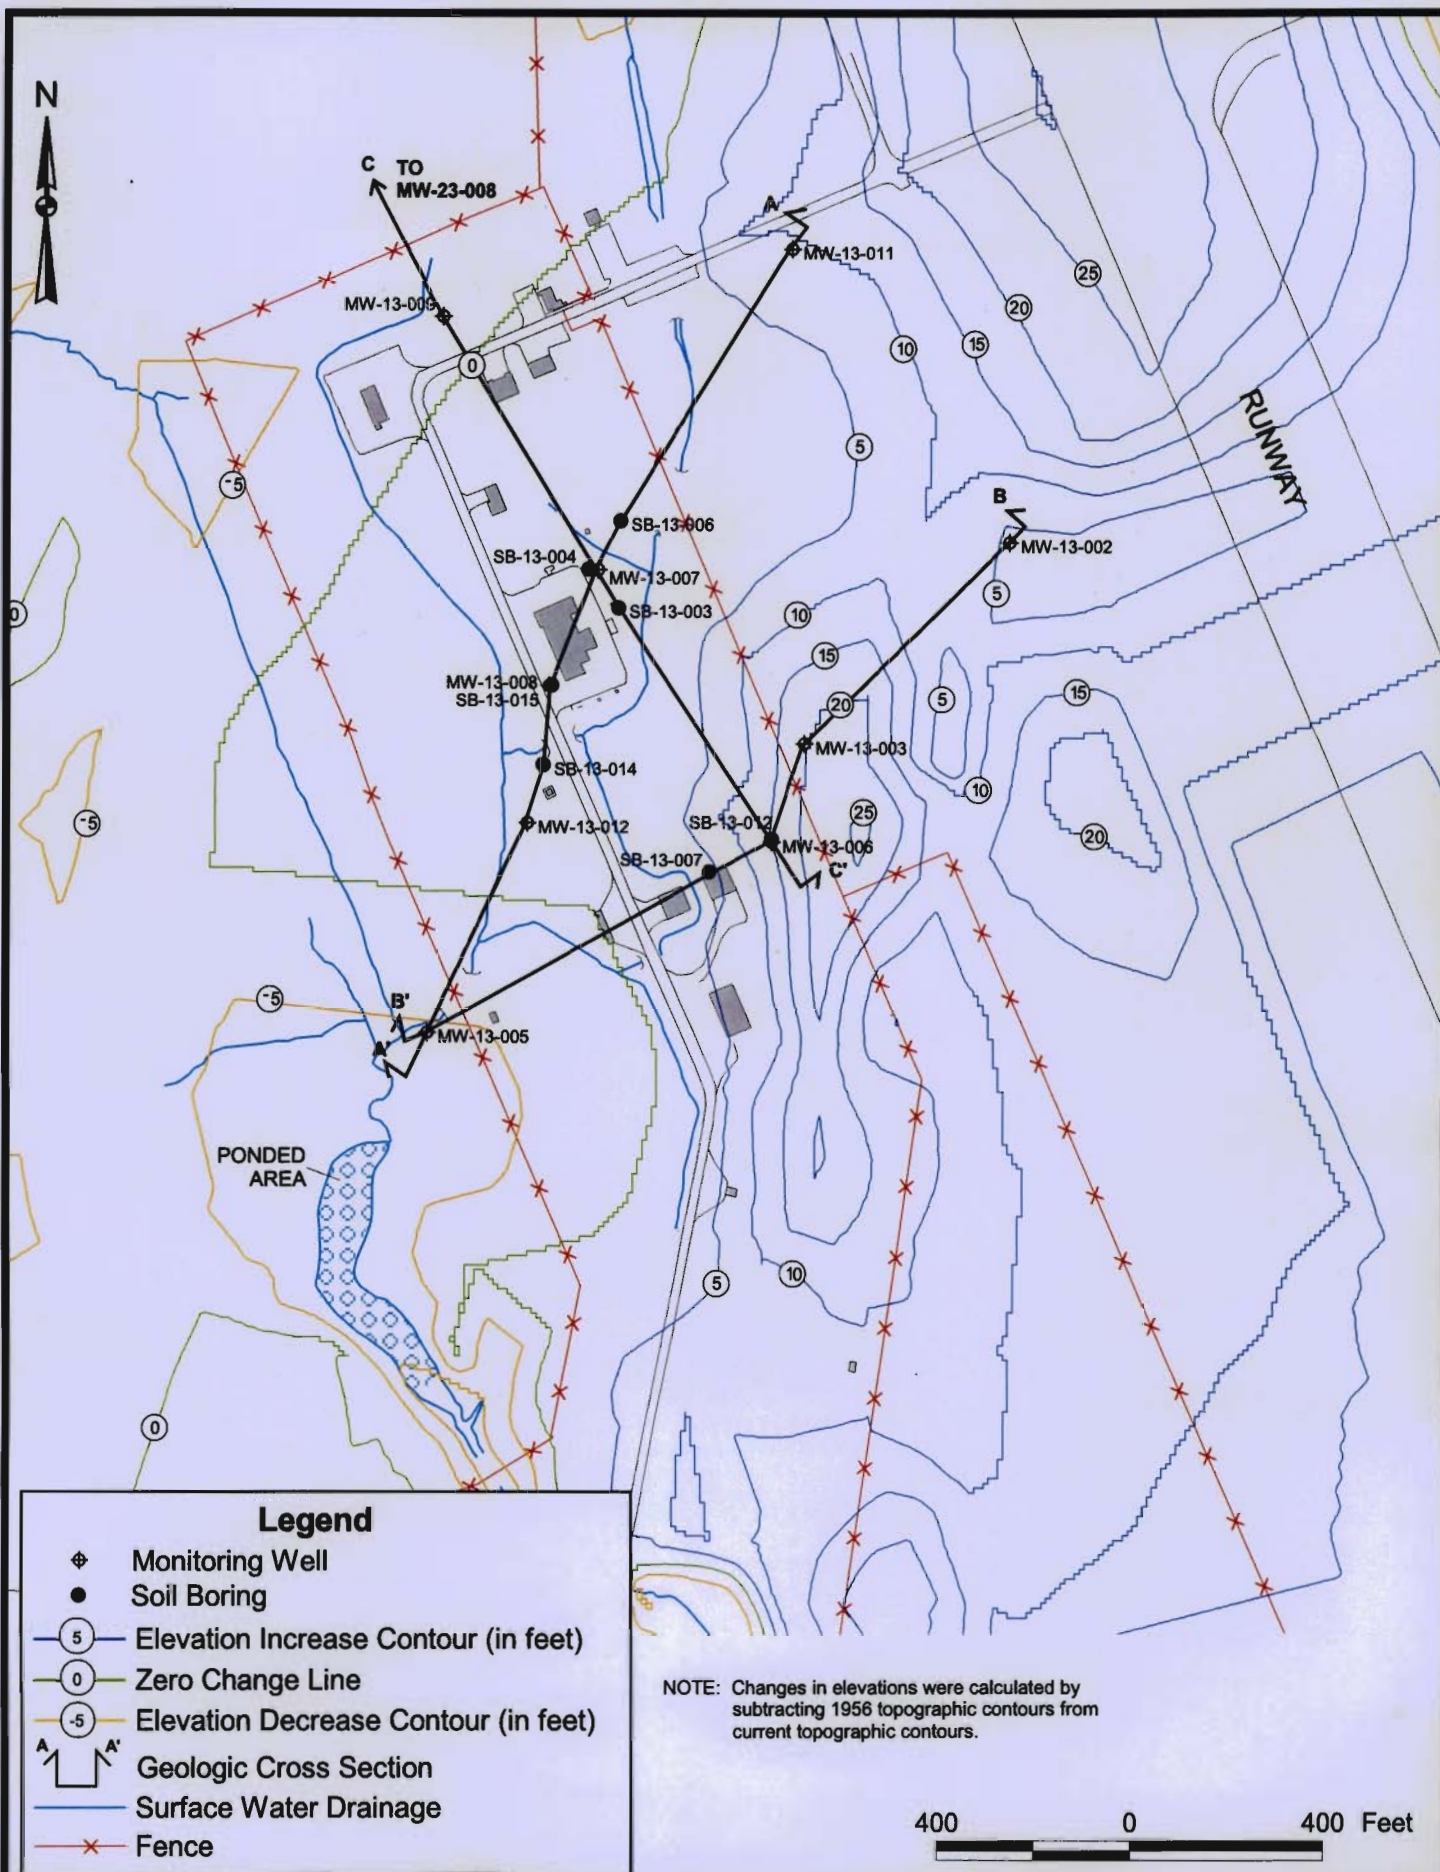 N
C
TO
MW-23-008
A
MW-13-011
25
20
MW-13-009
15
10
0
RUNWAY
5
-5
B
SB-13-006
MW-13-002
SB-13-004
MW-13-007
5
SB-13-003
10
0
15
MW-13-008
SB-13-015
5
15
20
MW-13-003
SB-13-014
10
25
-5
MW-13-012
SB-13-012
20
MW-13-006
SB-13-007
C'
-5
B'
MW-13-005
A'
PONDED
AREA
10
5
0
Legend
Monitoring Well
Soil Boring
5
Elevation Increase Contour (in feet)
0
Zero Change Line
-5
Elevation Decrease Contour (in feet)
A A'
Geologic Cross Section
Surface Water Drainage
Fence
NOTE: Changes in elevations were calculated by
subtracting 1956 topographic contours from
current topographic contours.
400 0 400 Feet